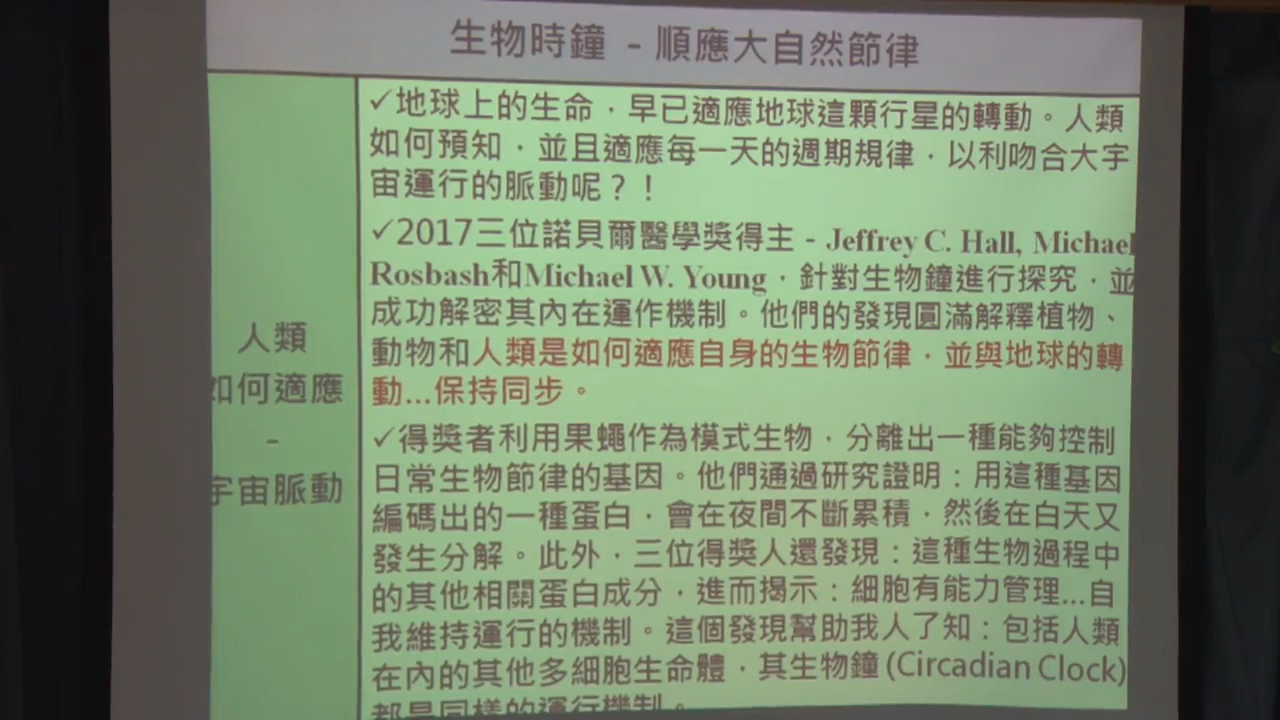 生物時鐘 - 順應大自然節律
人類
如何適應
-
宇宙脈動
✓地球上的生命，早已適應地球這顆行星的轉動。人類
如何預知，並且適應每一天的週期規律，以利吻合大宇
宙運行的脈動呢？！
✓2017三位諾貝爾醫學獎得主 - Jeffrey C. Hall, Michael
Rosbash和Michael W. Young，針對生物鐘進行探究，並
成功解密其內在運作機制。他們的發現圓滿解釋植物、
動物和人類是如何適應自身的生物節律，並與地球的轉
動...保持同步。
✓得獎者利用果蠅作為模式生物，分離出一種能夠控制
日常生物節律的基因。他們通過研究證明：用這種基因
編碼出的一種蛋白，會在夜間不斷累積，然後在白天又
發生分解。此外，三位得獎人還發現：這種生物過程中
的其他相關蛋白成分，進而揭示：細胞有能力管理...自
我維持運行的機制。這個發現幫助我人了知：包括人類
在內的其他多細胞生命體，其生物鐘 (Circadian Clock)
都是同樣的運行機制。